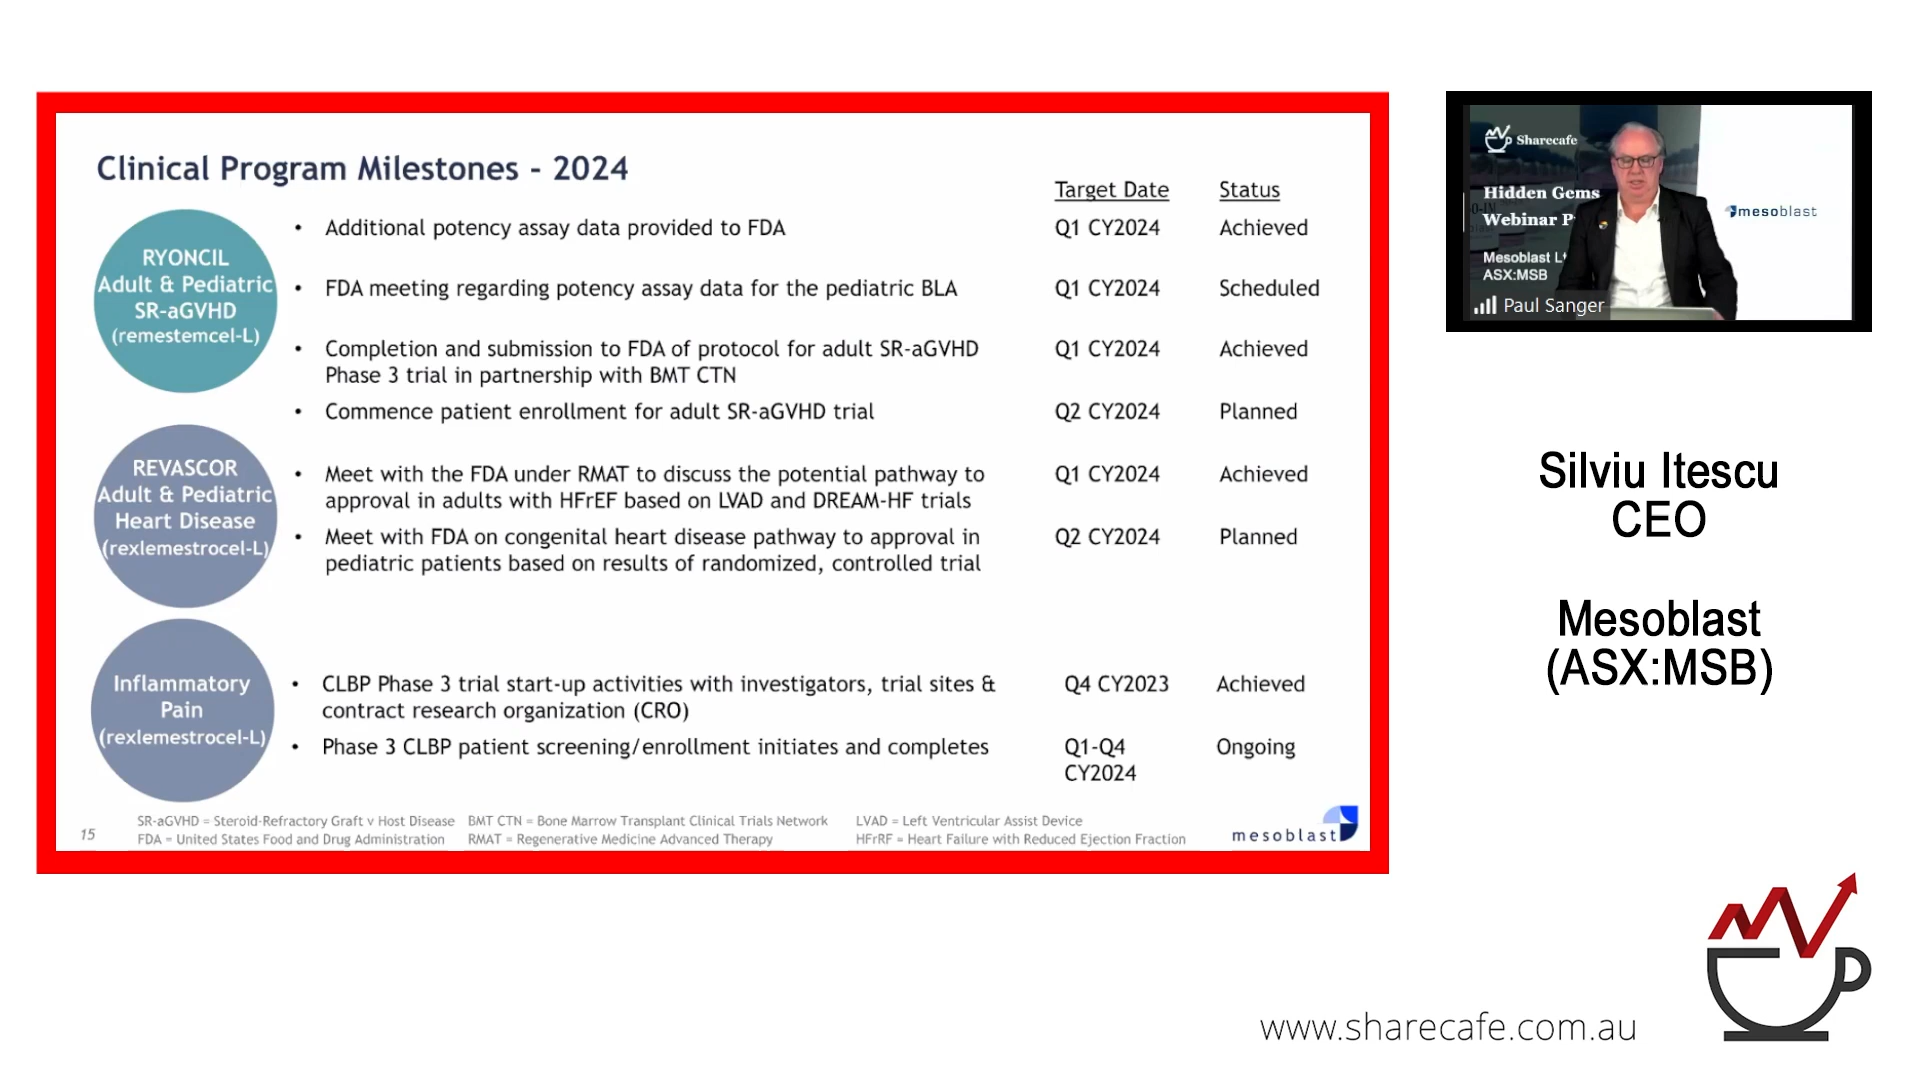 Clinical Program Milestones - 2024
Target Date Status
RYONCIL
Adult & Pediatric
SR-aGVHD
(remestemcel-L)
• Additional potency assay data provided to FDA Q1 CY2024 Achieved
• FDA meeting regarding potency assay data for the pediatric BLA Q1 CY2024 Scheduled
• Completion and submission to FDA of protocol for adult SR-aGVHD Q1 CY2024 Achieved
Phase 3 trial in partnership with BMT CTN
• Commence patient enrollment for adult SR-aGVHD trial Q2 CY2024 Planned
REVASCOR
Adult & Pediatric
Heart Disease
(rexlemestrocel-L)
• Meet with the FDA under RMAT to discuss the potential pathway to Q1 CY2024 Achieved
approval in adults with HFrEF based on LVAD and DREAM-HF trials
• Meet with FDA on congenital heart disease pathway to approval in Q2 CY2024 Planned
pediatric patients based on results of randomized, controlled trial
Inflammatory
Pain
(rexlemestrocel-L)
• CLBP Phase 3 trial start-up activities with investigators, trial sites & Q4 CY2023 Achieved
contract research organization (CRO)
• Phase 3 CLBP patient screening/enrollment initiates and completes Q1-Q4 Ongoing
CY2024
SR-aGVHD = Steroid-Refractory Graft v Host Disease BMT CTN = Bone Marrow Transplant Clinical Trials Network LVAD = Left Ventricular Assist Device
FDA = United States Food and Drug Administration RMAT = Regenerative Medicine Advanced Therapy HFrRF = Heart Failure with Reduced Ejection Fraction
15
mesoblast
Sharecafe
Hidden Gems
Webinar
Mesoblast
ASX:MSB
mesoblast
Paul Sanger
Silviu Itescu
CEO
Mesoblast
(ASX:MSB)
www.sharecafe.com.au